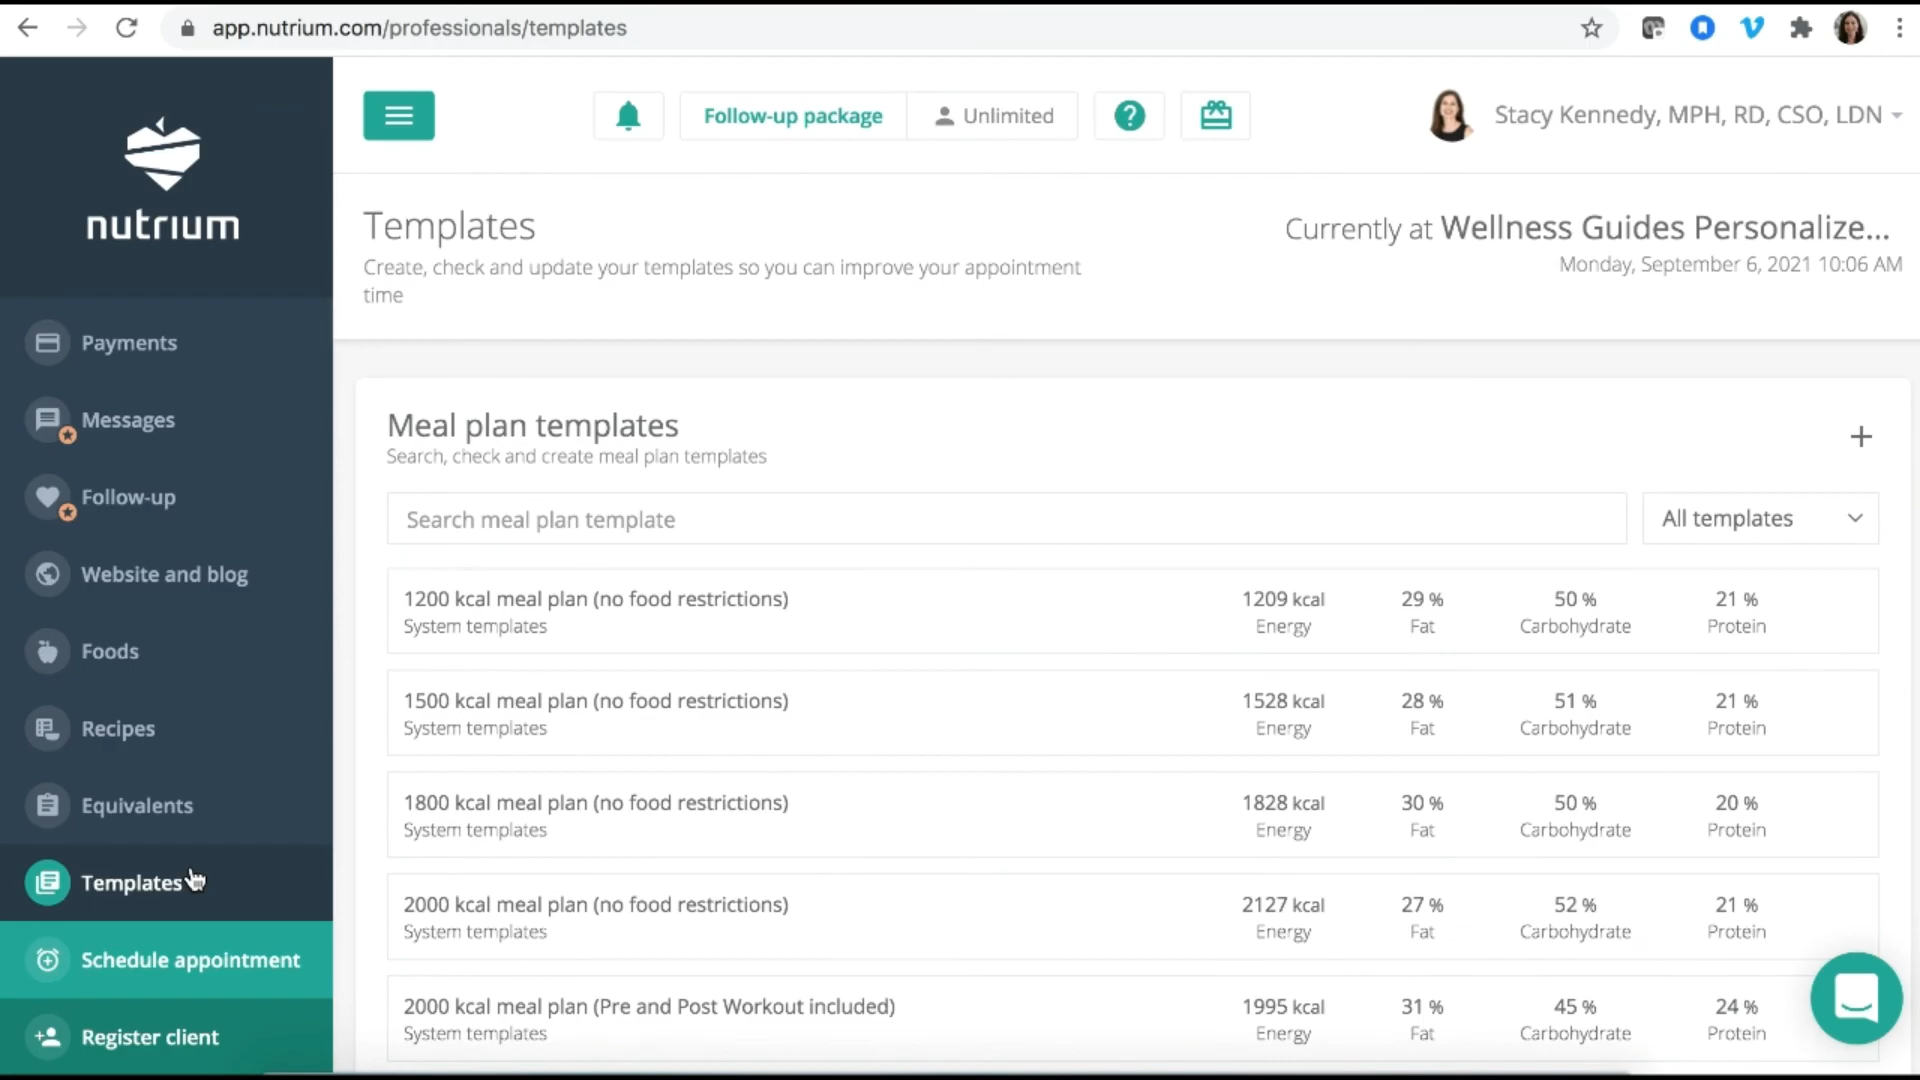 app.nutrium.com/professionals/templates
nutrium
Follow-up package
Unlimited
?
Stacy Kennedy, MPH, RD, CSO, LDN
Templates
Create, check and update your templates so you can improve your appointment
time
Currently at Wellness Guides Personalize...
Monday, September 6, 2021 10:06 AM
Payments
Messages
Follow-up
Website and blog
Foods
Recipes
Equivalents
Templates
Schedule appointment
Register client
Meal plan templates
Search, check and create meal plan templates
Search meal plan template
All templates
1200 kcal meal plan (no food restrictions) 1209 kcal 29 % 50 % 21 %
System templates Energy Fat Carbohydrate Protein
1500 kcal meal plan (no food restrictions) 1528 kcal 28 % 51 % 21 %
System templates Energy Fat Carbohydrate Protein
1800 kcal meal plan (no food restrictions) 1828 kcal 30 % 50 % 20 %
System templates Energy Fat Carbohydrate Protein
2000 kcal meal plan (no food restrictions) 2127 kcal 27 % 52 % 21 %
System templates Energy Fat Carbohydrate Protein
2000 kcal meal plan (Pre and Post Workout included) 1995 kcal 31 % 45 % 24 %
System templates Energy Fat Carbohydrate Protein